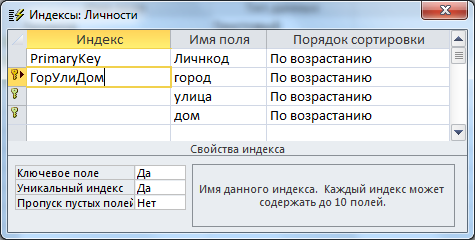 Индексы: Личности
Индекс Имя поля Порядок сортировки
PrimaryKey Личнкод По возрастанию
ГорУлиДом город По возрастанию
улица По возрастанию
дом По возрастанию
Свойства индекса
Ключевое поле Да
Уникальный индекс Да
Пропуск пустых полей Нет
Имя данного индекса. Каждый индекс может
содержать до 10 полей.